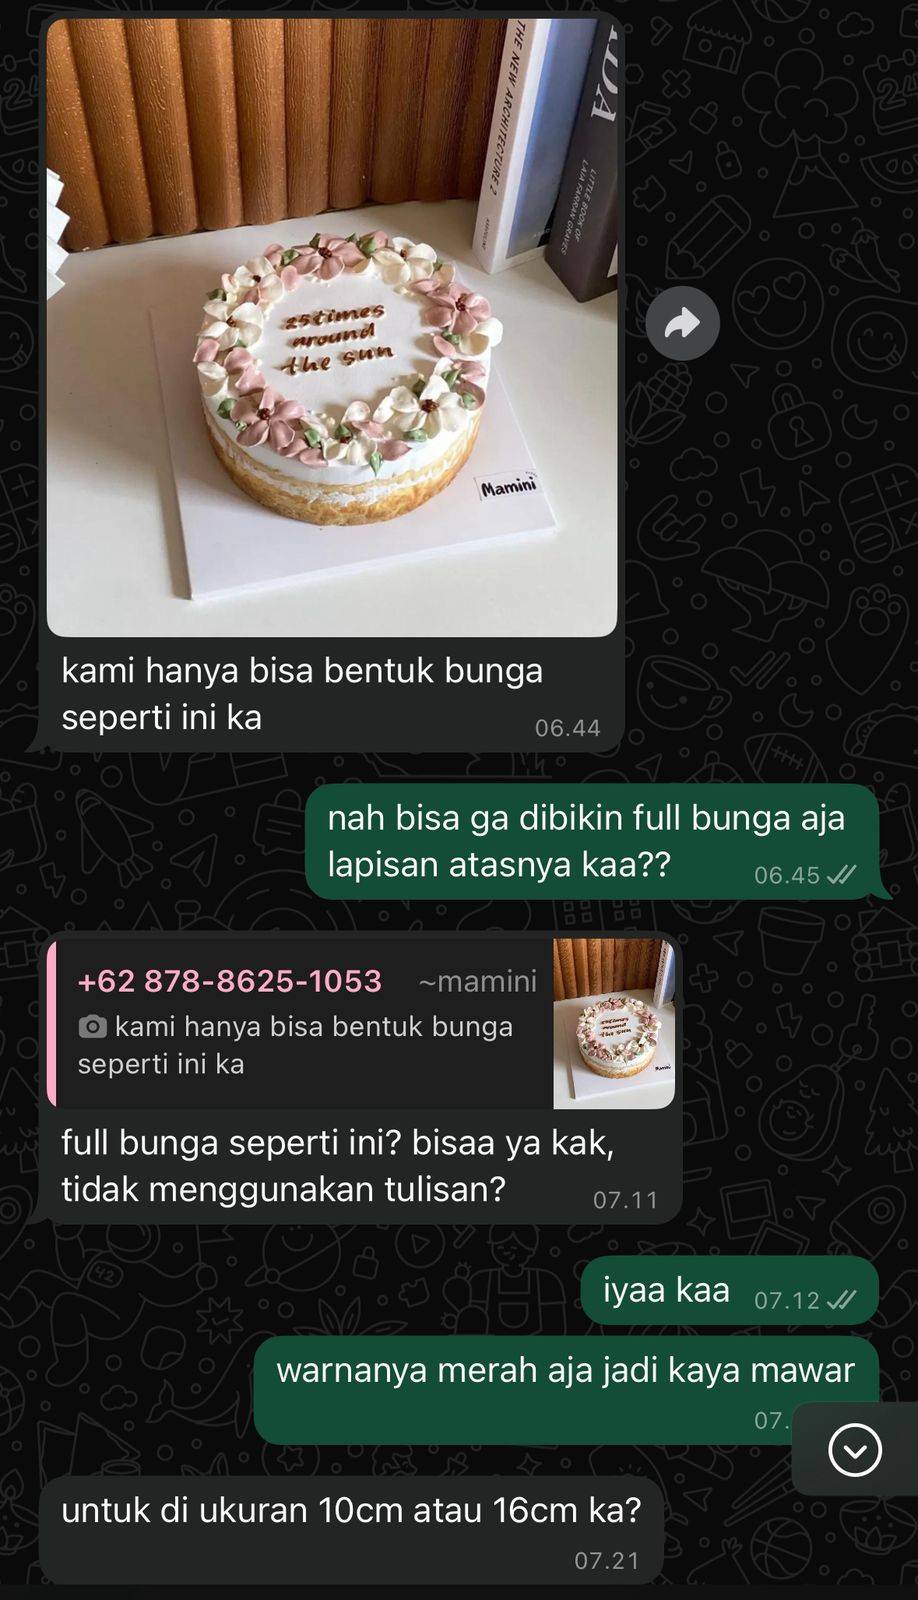 THE NEW ARCHITECTURE 2
LITTLE BOOK OF
25times
around
the sun
Mamini
kami hanya bisa bentuk bunga
seperti ini ka
06.44
nah bisa ga dibikin full bunga aja
lapisan atasnya kaa??
06.45
+62 878-8625-1053 ~mamini
kami hanya bisa bentuk bunga
seperti ini ka
full bunga seperti ini? bisaa ya kak,
tidak menggunakan tulisan?
07.11
iyaa kaa 07.12
warnanya merah aja jadi kaya mawar
07.
untuk di ukuran 10cm atau 16cm ka?
07.21